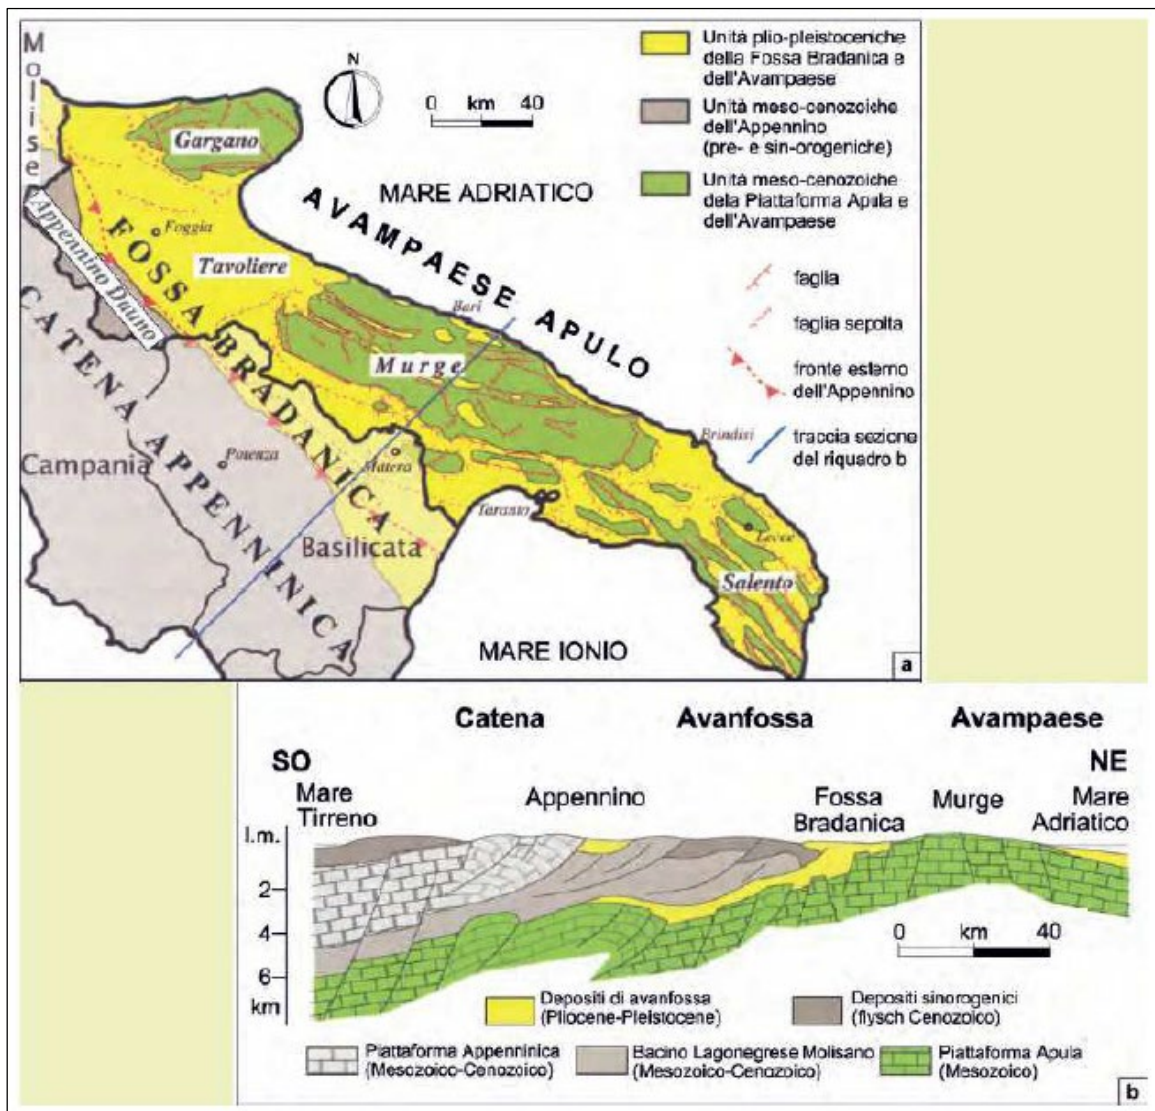 Molise
Gargano
N
0 km 40
Unità plio-pleistoceniche
della Fossa Bradanica e
dell'Avampaese
Unità meso-cenozoiche
dell'Appennino
(pre- e sin-orogeniche)
Unità meso-cenozoiche
dela Piattaforma Apula e
dell'Avampaese
MARE ADRIATICO
AVAMPAESE APULO
Appennino Dauno
Foggia
Tavoliere
FOSSA BRADANICA
CATENA APPENNINICA
Bari
Murge
faglia
faglia sepolta
fronte esterno
dell'Appennino
traccia sezione
del riquadro b
Brindisi
Campania
Potenza
Matera
Taranto
Lecce
Basilicata
Salento
MARE IONIO
a
Catena Avanfossa Avampaese
SO NE
Mare
Tirreno
Appennino
Fossa
Bradanica
Murge
Mare
Adriatico
l.m.
2
4
6
km
0 km 40
Depositi di avanfossa
(Pliocene-Pleistocene)
Depositi sinorogenici
(flysch Cenozoico)
Piattaforma Appenninica
(Mesozoico-Cenozoico)
Bacino Lagonegrese Molisano
(Mesozoico-Cenozoico)
Piattaforma Apula
(Mesozoico)
b